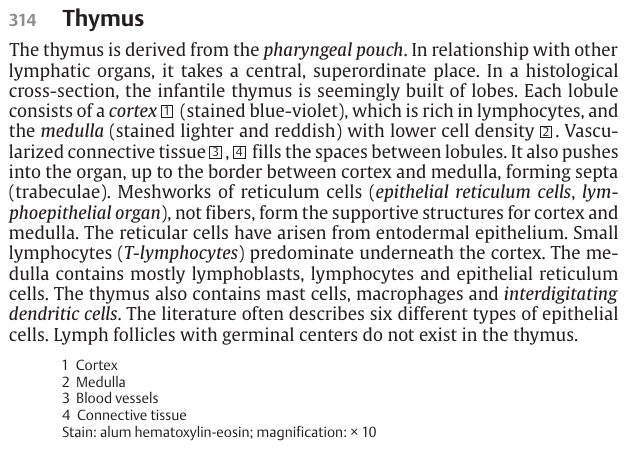 314 Thymus
The thymus is derived from the pharyngeal pouch. In relationship with other
lymphatic organs, it takes a central, superordinate place. In a histological
cross-section, the infantile thymus is seemingly built of lobes. Each lobule
consists of a cortex 1 (stained blue-violet), which is rich in lymphocytes, and
the medulla (stained lighter and reddish) with lower cell density 2. Vascu-
larized connective tissue 3, 4 fills the spaces between lobules. It also pushes
into the organ, up to the border between cortex and medulla, forming septa
(trabeculae). Meshworks of reticulum cells (epithelial reticulum cells, lym-
phoepithelial organ), not fibers, form the supportive structures for cortex and
medulla. The reticular cells have arisen from entodermal epithelium. Small
lymphocytes (T-lymphocytes) predominate underneath the cortex. The me-
dulla contains mostly lymphoblasts, lymphocytes and epithelial reticulum
cells. The thymus also contains mast cells, macrophages and interdigitating
dendritic cells. The literature often describes six different types of epithelial
cells. Lymph follicles with germinal centers do not exist in the thymus.
1 Cortex
2 Medulla
3 Blood vessels
4 Connective tissue
Stain: alum hematoxylin-eosin; magnification: × 10